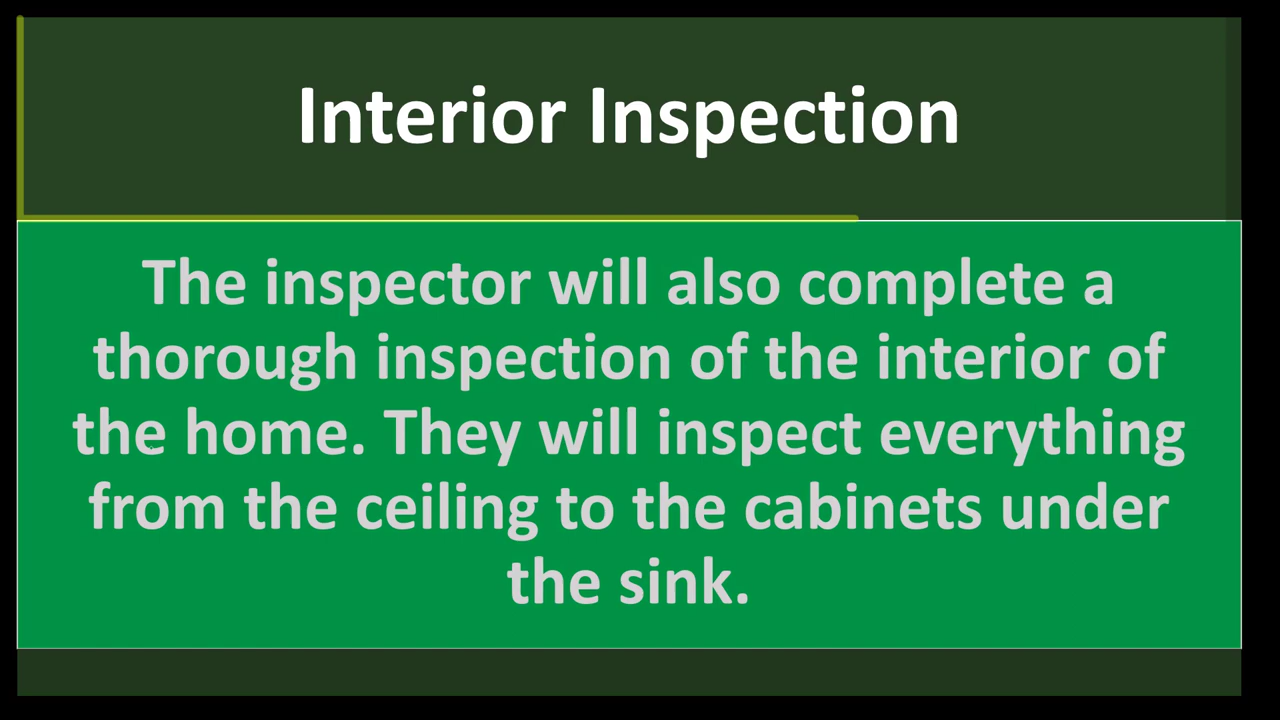 Interior Inspection
The inspector will also complete a
thorough inspection of the interior of
the home. They will inspect everything
from the ceiling to the cabinets under
the sink.